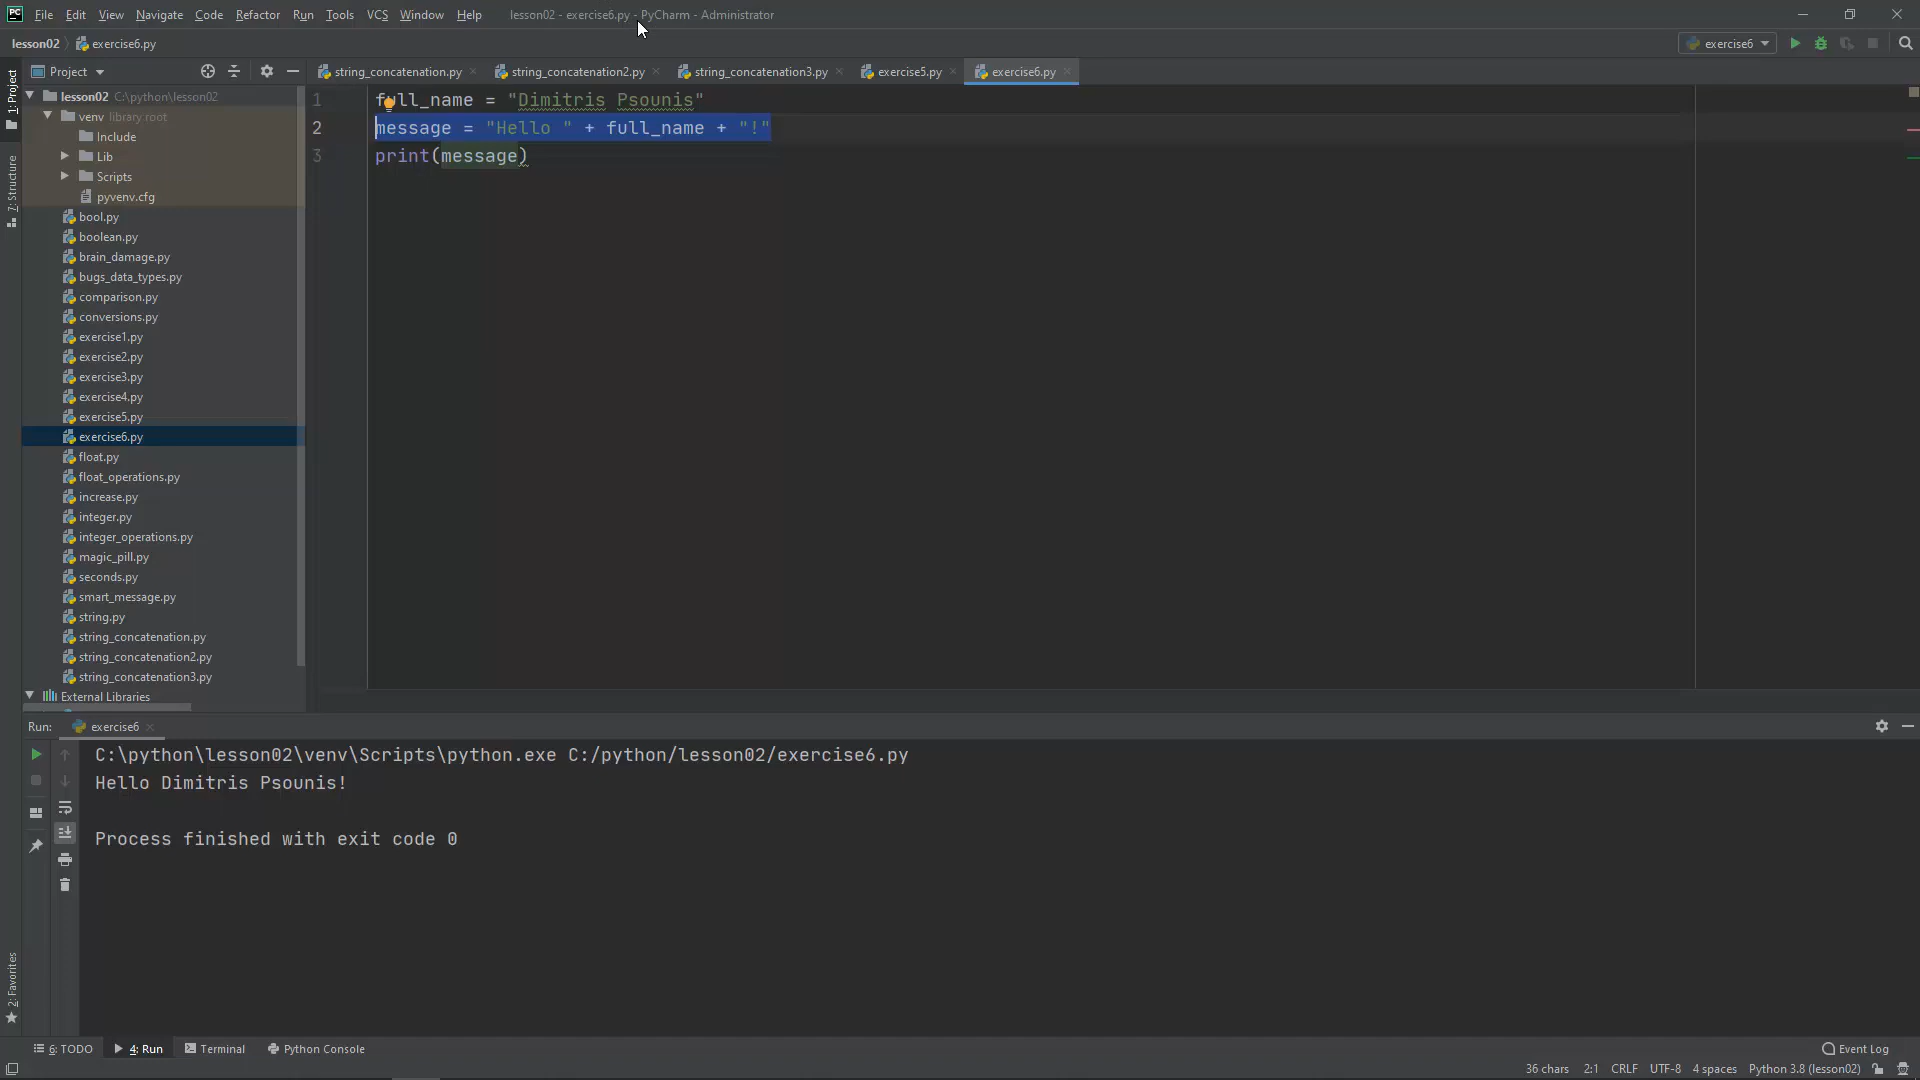 PC File Edit View Navigate Code Refactor Run Tools VCS Window Help lesson02 - exercise6.py - PyCharm - Administrator
lesson02 exercise6.py exercise6
1: Project
Project string_concatenation.py string_concatenation2.py string_concatenation3.py exercise5.py exercise6.py
lesson02 C:\python\lesson02
venv library root
Include
Lib
Scripts
pyvenv.cfg
bool.py
boolean.py
brain_damage.py
bugs_data_types.py
comparison.py
conversions.py
exercise1.py
exercise2.py
exercise3.py
exercise4.py
exercise5.py
exercise6.py
float.py
float_operations.py
increase.py
integer.py
integer_operations.py
magic_pill.py
seconds.py
smart_message.py
string.py
string_concatenation.py
string_concatenation2.py
string_concatenation3.py
External Libraries
7: Structure
1 full_name = "Dimitris Psounis"
2 message = "Hello " + full_name + "!"
3 print(message)
Run: exercise6
C:\python\lesson02\venv\Scripts\python.exe C:/python/lesson02/exercise6.py
Hello Dimitris Psounis!
Process finished with exit code 0
2: Favorites
6: TODO 4: Run Terminal Python Console Event Log
36 chars 2:1 CRLF UTF-8 4 spaces Python 3.8 (lesson02)